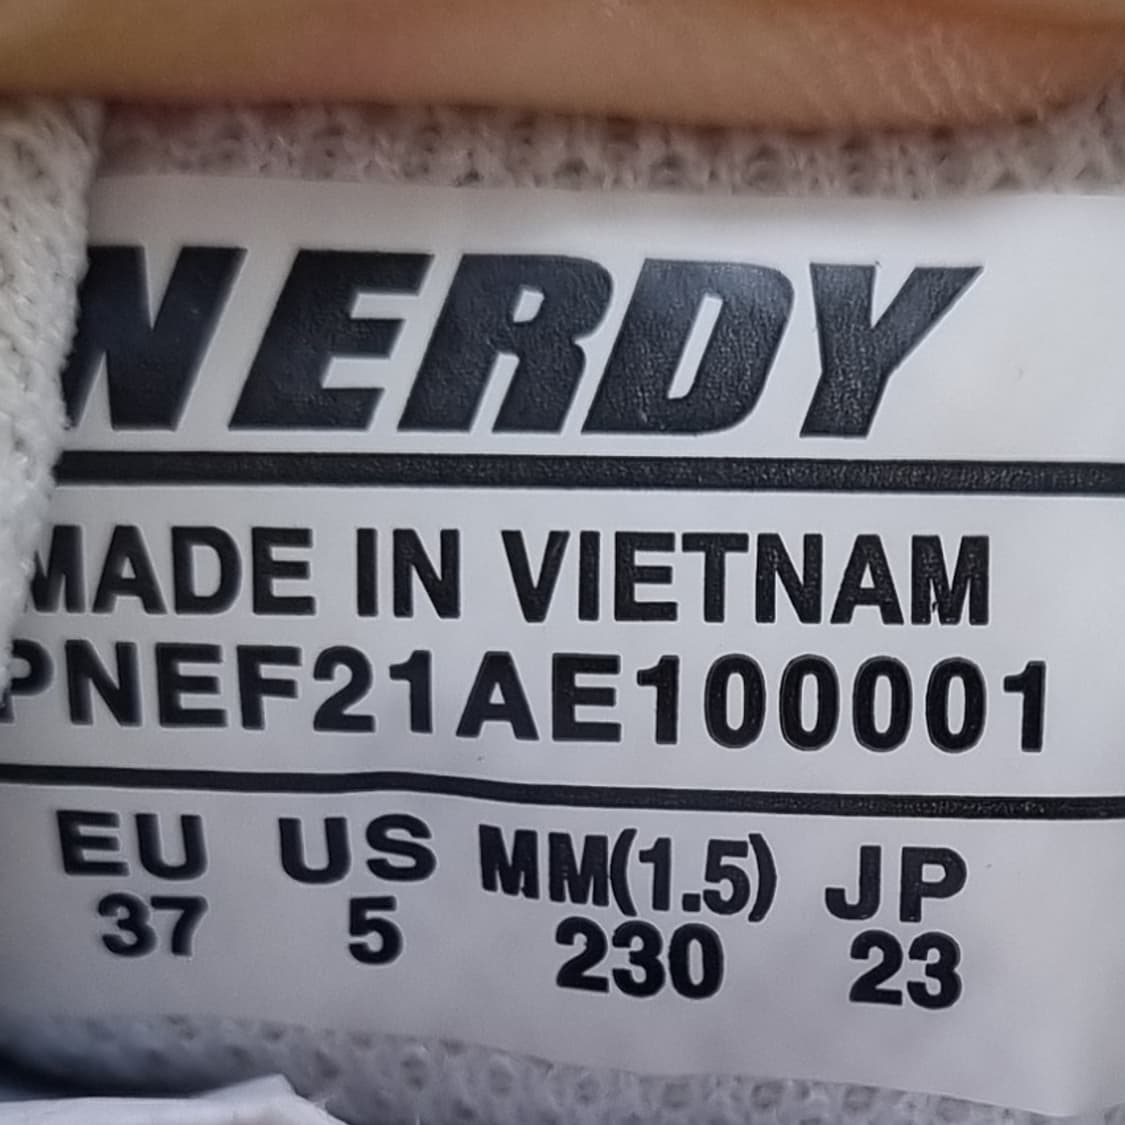 NERDY
MADE IN VIETNAM
PNEF21AE100001
EU US MM(1.5) JP
37 5 230 23